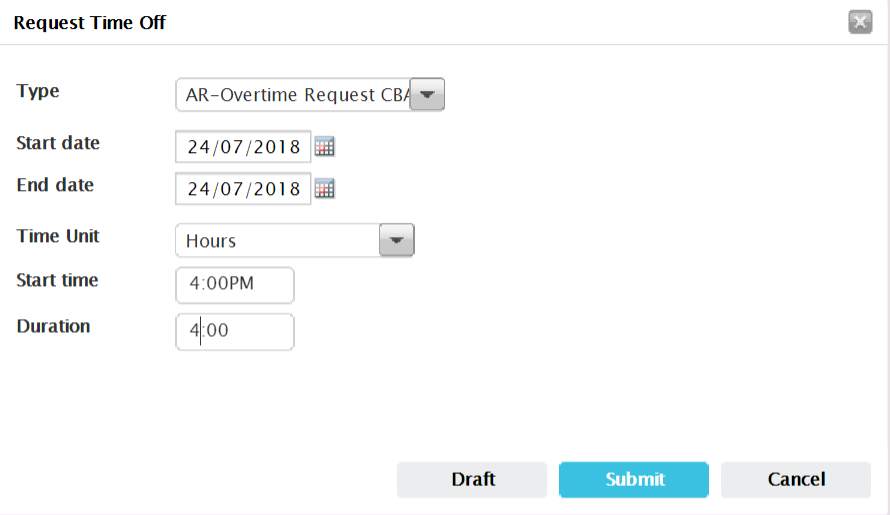 Request Time Off
Type AR-Overtime Request CBA
Start date 24/07/2018
End date 24/07/2018
Time Unit Hours
Start time 4:00PM
Duration 4:00
Draft Submit Cancel